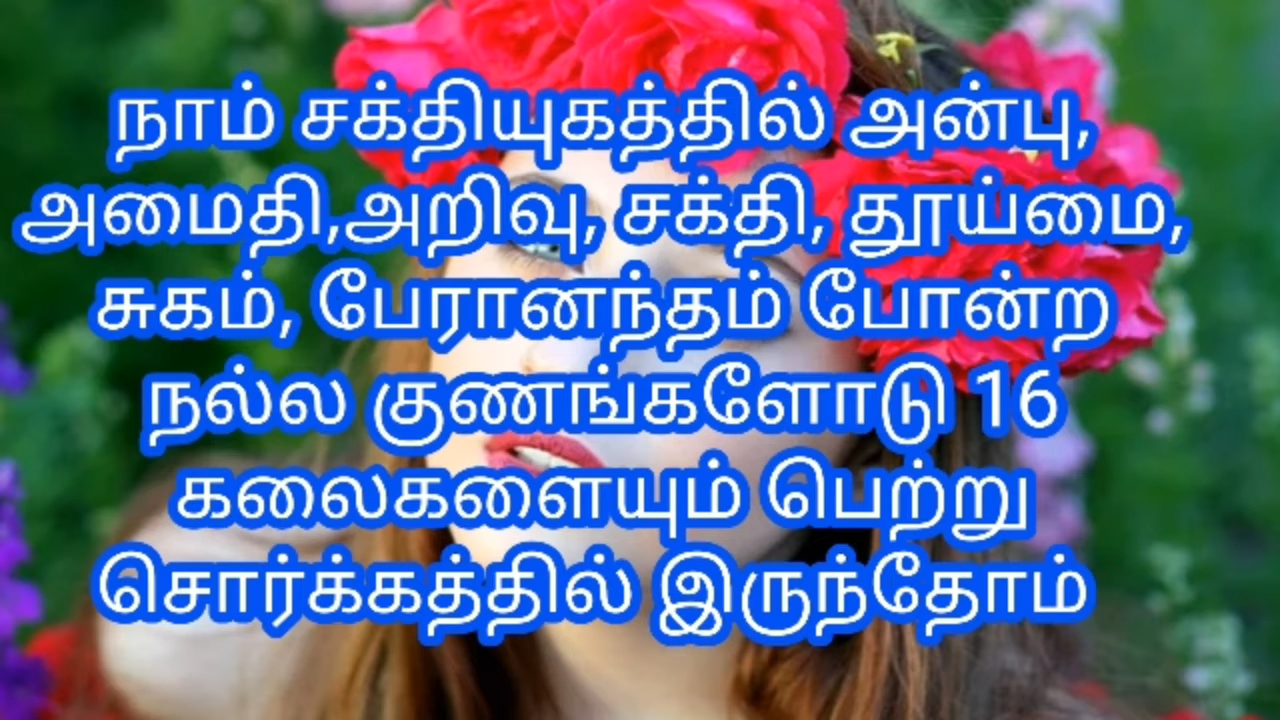 நாம் சக்தியுகத்தில் அன்பு,
அமைதி,அறிவு, சக்தி, தூய்மை,
சுகம், பேரானந்தம் போன்ற
நல்ல குணங்களோடு 16
கலைகளையும் பெற்று
சொர்க்கத்தில் இருந்தோம்